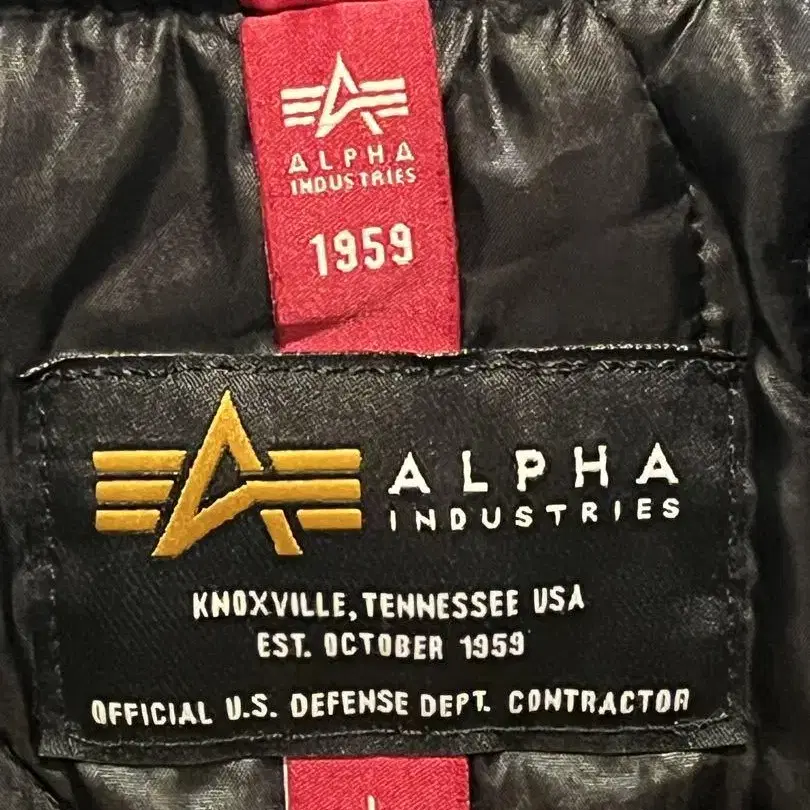 ALPHA
INDUSTRIES
1959
ALPHA
INDUSTRIES
KNOXVILLE, TENNESSEE USA
EST. OCTOBER 1959
OFFICIAL U.S. DEFENSE DEPT. CONTRACTOR